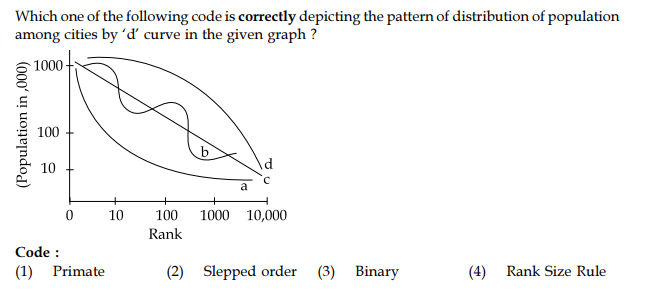 Which one of the following code is correctly depicting the pattern of distribution of population
among cities by ‘d’ curve in the given graph ?
(Population in ,000)
1000
100
10
b
d
c
a
0 10 100 1000 10,000
Rank
Code :
(1) Primate (2) Slepped order (3) Binary (4) Rank Size Rule